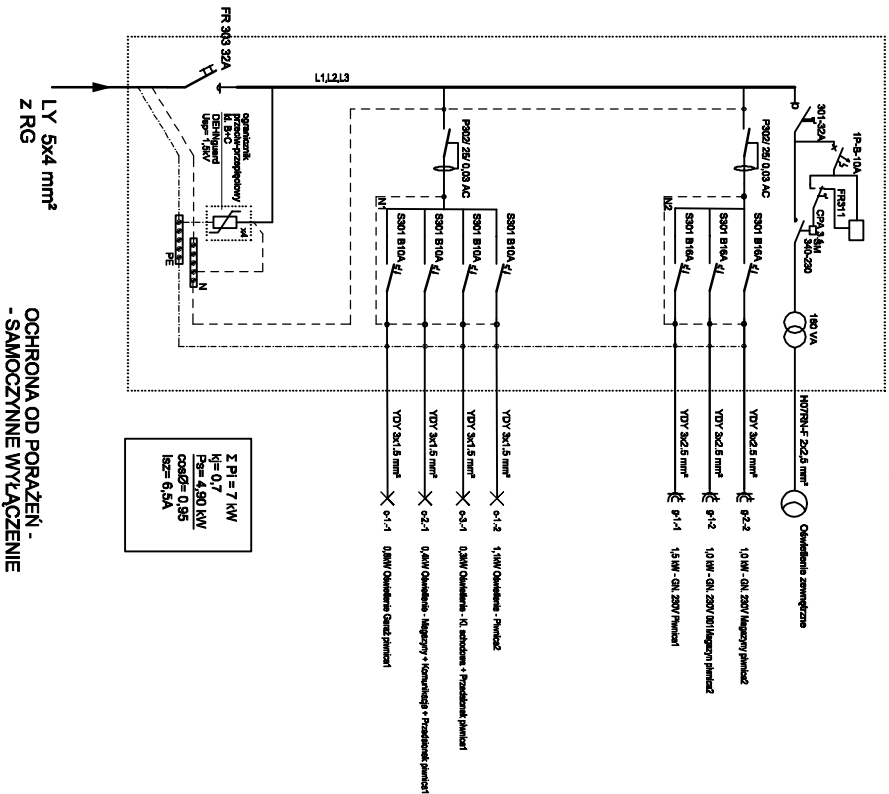 FR 303 32A
L1,L2,L3
LY 5x4 mm²
z RG
ogranicznik
przeciw-przepięciowy
kl. B+C
DEHNguard
Usp= 1,5kV
x4
PE
N
P302/ 25/ 0,03 AC
N1
S301 B10A
S301 B10A
S301 B10A
S301 B10A
P302/ 25/ 0,03 AC
N2
S301 B16A
S301 B16A
S301 B16A
301-32A
1P-B-10A
FR311
340-230
160 VA
H07RN-F 2x2,5 mm²
Oświetlenie zewnętrzne
YDY 3x2.5 mm²
g-2.-2 1,0 kW - GN. 230V Magazyny piwnica2
YDY 3x2.5 mm²
g-1-2 1,0 kW - GN. 230V 001Magazyn piwnica2
YDY 3x2.5 mm²
g-1.-1 1,5 kW - GN. 230V Piwnica1
YDY 3x1.5 mm²
o-1.-2 1,1kW Oświetlenie - Piwnica2
YDY 3x1.5 mm²
o-3.-1 0,3kW Oświetlenie - Kl. schodowa + Przedsionek piwnica1
YDY 3x1.5 mm²
o-2.-1 0,4kW Oświetlenie - Magazyny + Komunikacja + Przedsionek piwnica1
YDY 3x1.5 mm²
o-1.-1 0,8kW Oświetlenie Garaż piwnica1
Σ Pi = 7 kW
kj= 0,7
Ps= 4,90 kW
cosØ= 0,95
Isz= 6,5A
OCHRONA OD PORAŻEŃ -
- SAMOCZYNNE WYŁĄCZENIE